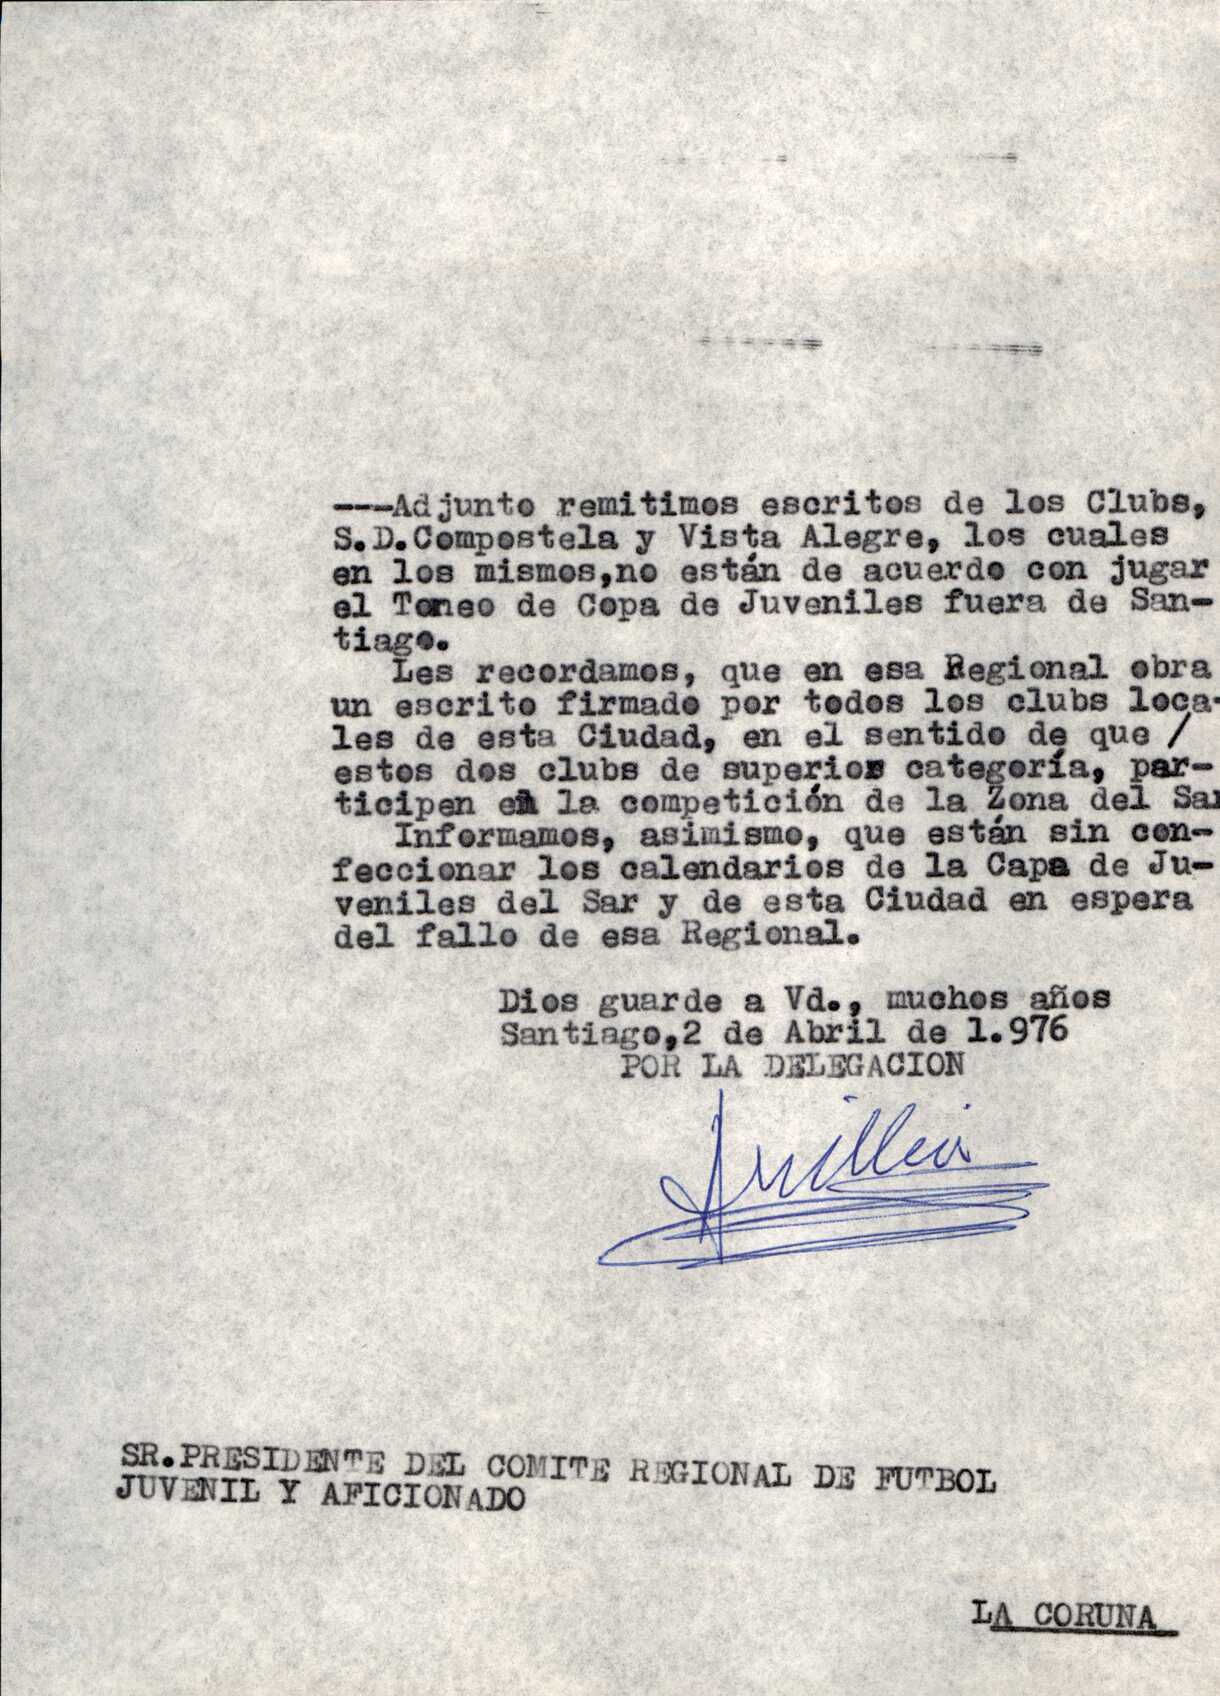 ---Adjunto remitimos escritos de los Clubs,
S.D.Compostela y Vista Alegre, los cuales
en los mismos,no están de acuerdo con jugar
el Toneo de Copa de Juveniles fuera de San-
tiago.
Les recordamos, que en esa Regional obra
un escrito firmado por todos los clubs loca-
les de esta Ciudad, en el sentido de que /
estos dos clubs de superior categoría, par-
ticipen en la competición de la Zona del Sar
Informamos, asimismo, que están sin con-
feccionar los calendarios de la Capa de Ju-
veniles del Sar y de esta Ciudad en espera
del fallo de esa Regional.
Dios guarde a Vd., muchos años
Santiago,2 de Abril de 1.976
POR LA DELEGACION
SR.PRESIDENTE DEL COMITE REGIONAL DE FUTBOL
JUVENIL Y AFICIONADO
LA CORUNA